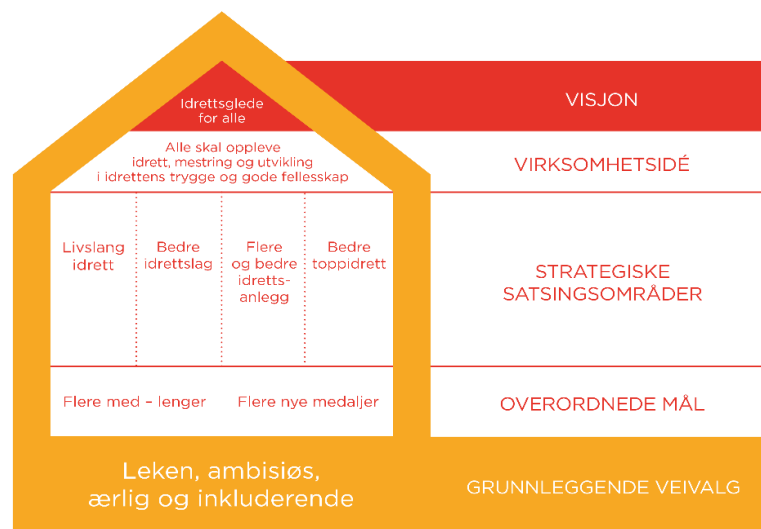 Idrettsglede
for alle
VISJON
Alle skal oppleve
idrett, mestring og utvikling
i idrettens trygge og gode fellesskap
VIRKSOMHETSIDÉ
Livslang
idrett
Bedre
idrettslag
Flere
og bedre
idretts-
anlegg
Bedre
toppidrett
STRATEGISKE
SATSINGSOMRÅDER
Flere med – lenger
Flere nye medaljer
OVERORDNEDE MÅL
Leken, ambisiøs,
ærlig og inkluderende
GRUNNLEGGENDE VEIVALG